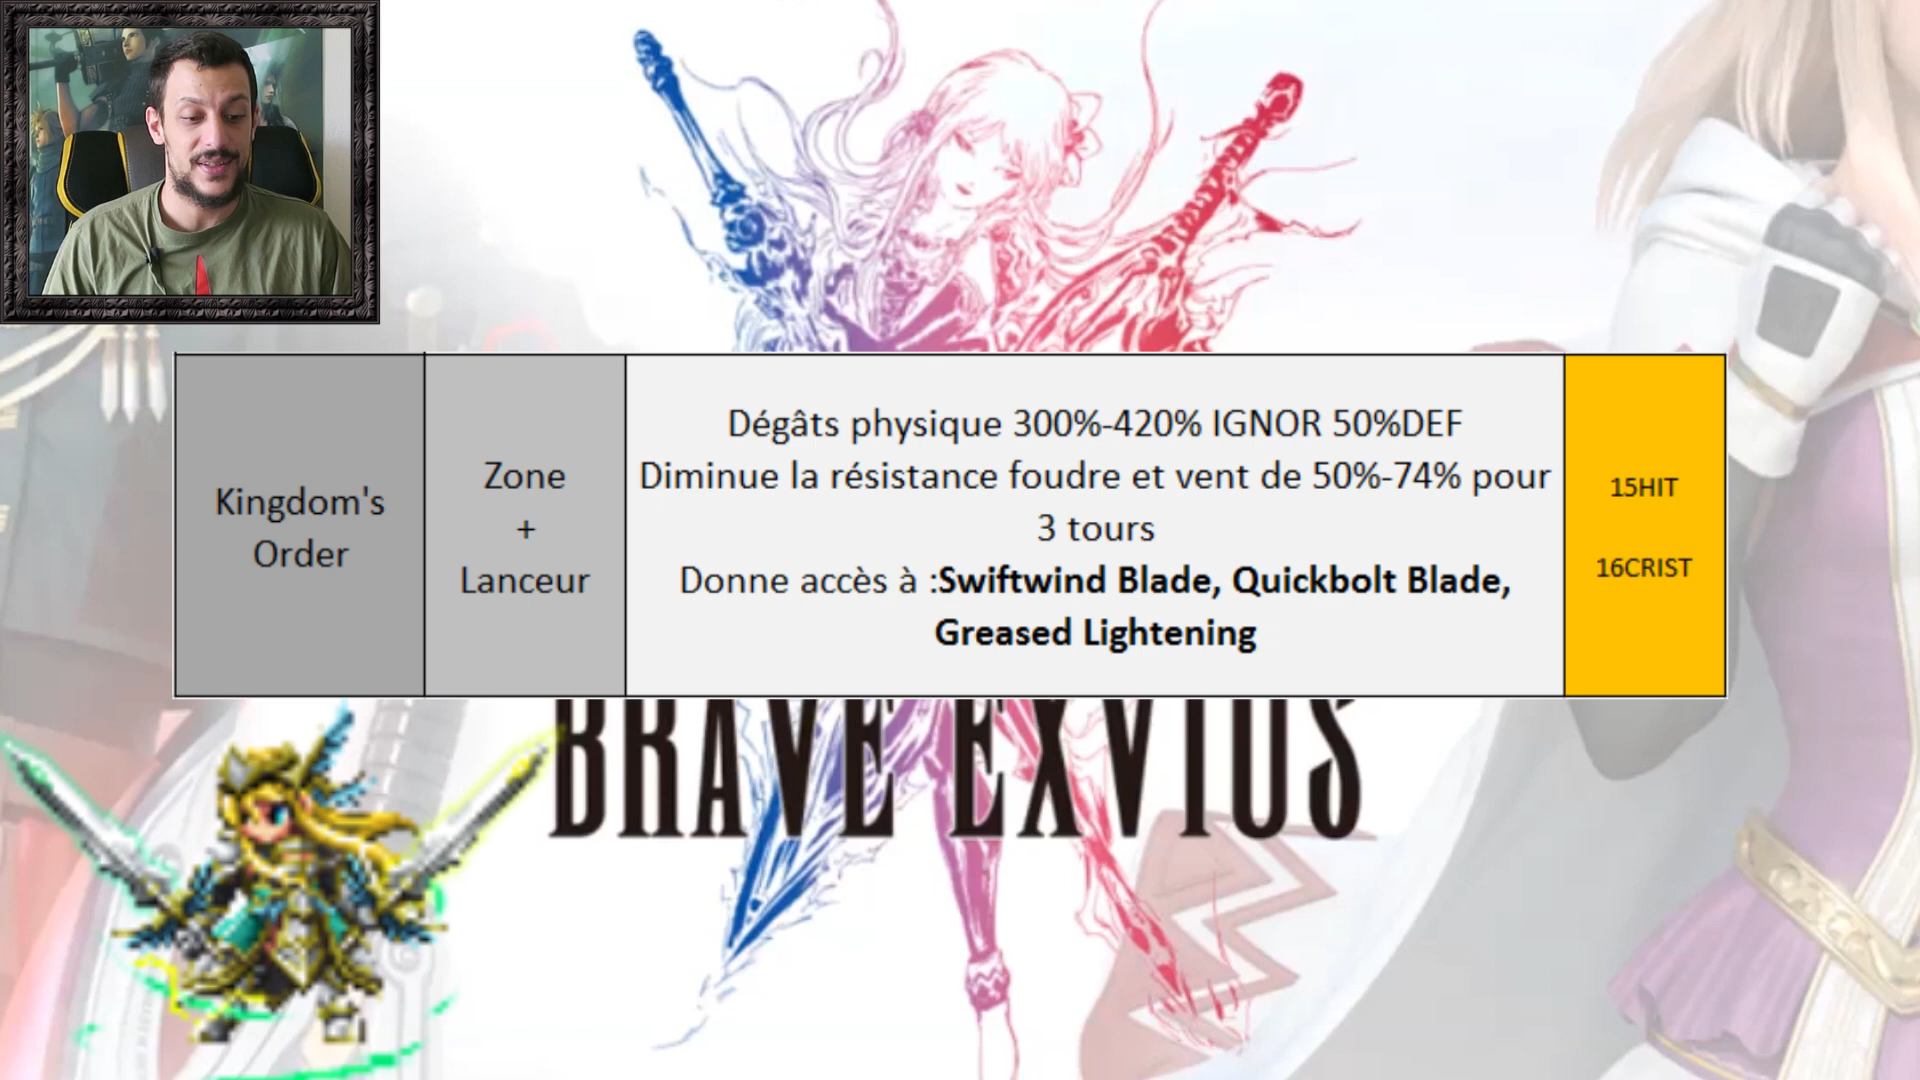 Kingdom's
Order
Zone
+
Lanceur
Dégâts physique 300%-420% IGNOR 50%DEF
Diminue la résistance foudre et vent de 50%-74% pour
3 tours
Donne accès à :Swiftwind Blade, Quickbolt Blade,
Greased Lightening
15HIT
16CRIST
BRAVE EXVIUS